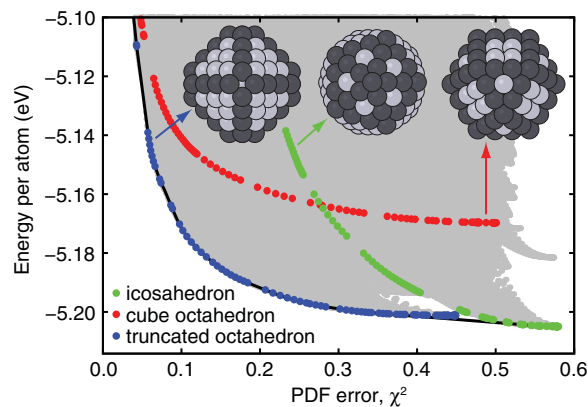 Energy per atom (eV)
-5.10
-5.12
-5.14
-5.16
-5.18
-5.20
icosahedron
cube octahedron
truncated octahedron
0.0 0.1 0.2 0.3 0.4 0.5 0.6
PDF error, χ²